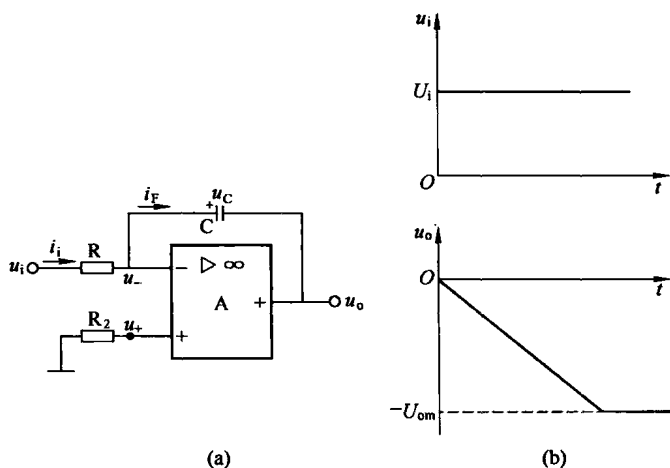 u_i
U_i
O
t
i_F
+ u_C
C
u_o
O
t
i_i
R
u_i
u_−
− ▷ ∞
A
+
u_o
R_2
u_+
+
−U_om
(a)
(b)